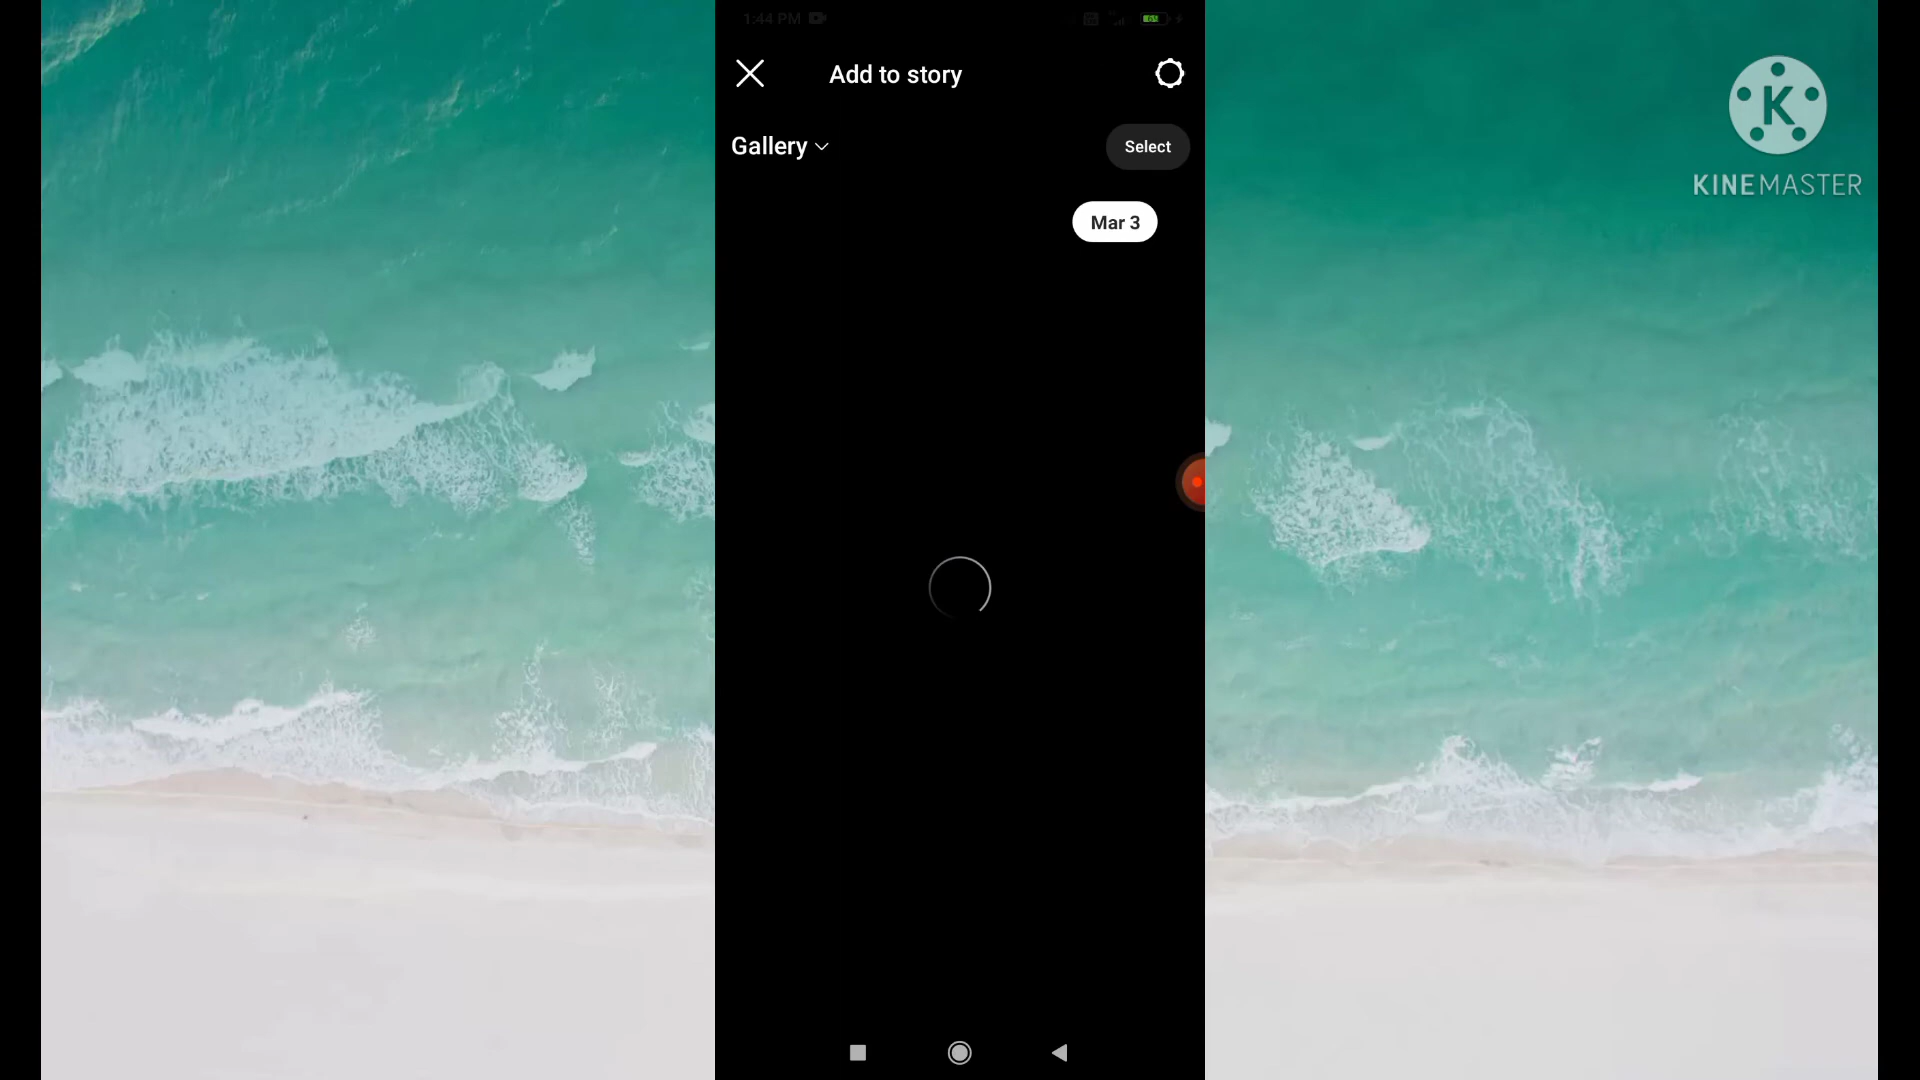 1:44 PM
Add to story
Gallery
Select
Mar 3
K
KINEMASTER